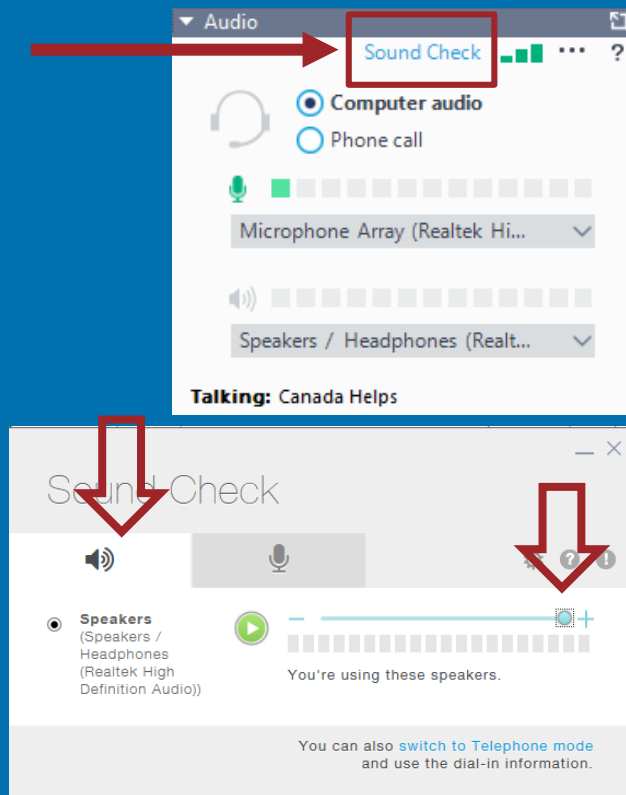 Audio
Sound Check ?
Computer audio
Phone call
Microphone Array (Realtek Hi...
Speakers / Headphones (Realt...
Talking: Canada Helps
Sound Check
Speakers
(Speakers /
Headphones
(Realtek High
Definition Audio))
You're using these speakers.
You can also switch to Telephone mode
and use the dial-in information.